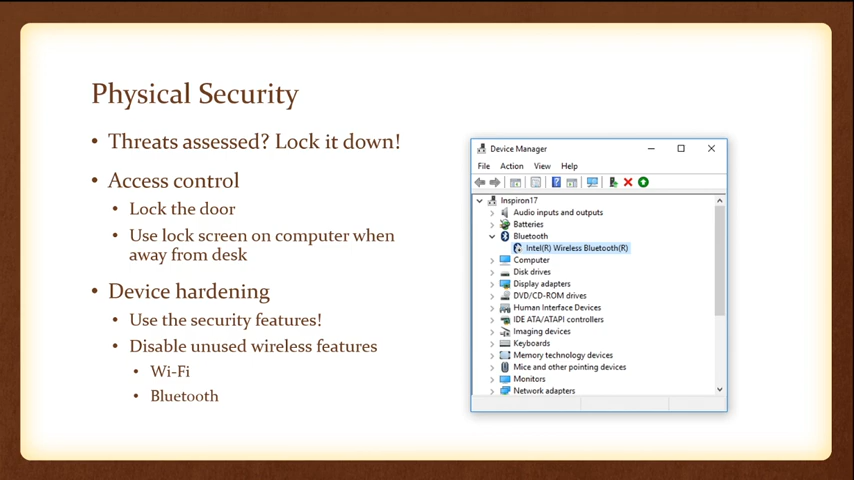 Physical Security
• Threats assessed? Lock it down!
• Access control
• Lock the door
• Use lock screen on computer when
away from desk
• Device hardening
• Use the security features!
• Disable unused wireless features
• Wi-Fi
• Bluetooth
Device Manager
File Action View Help
Inspiron17
Audio inputs and outputs
Batteries
Bluetooth
Intel(R) Wireless Bluetooth(R)
Computer
Disk drives
Display adapters
DVD/CD-ROM drives
Human Interface Devices
IDE ATA/ATAPI controllers
Imaging devices
Keyboards
Memory technology devices
Mice and other pointing devices
Monitors
Network adapters